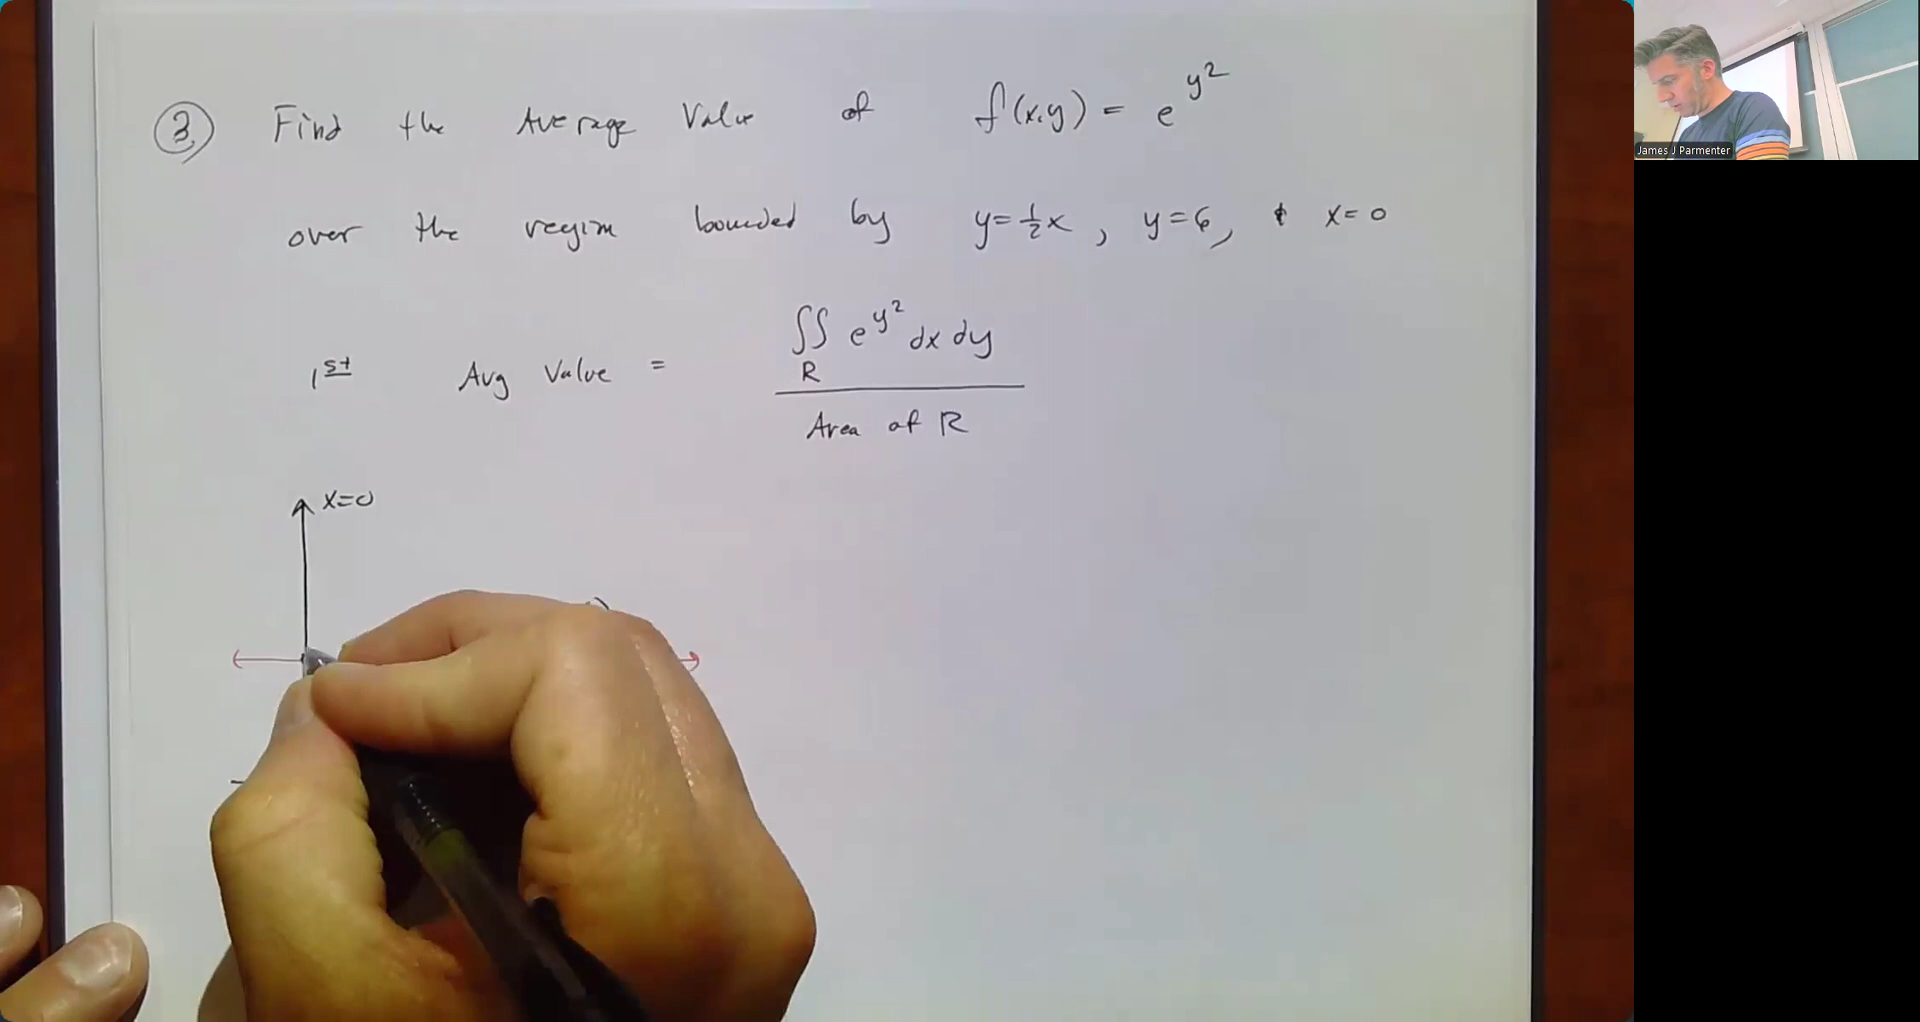 ③ Find the Average Value of f(x,y) = e^{y^2}
over the region bounded by y=½x, y=6, & x=0
1st Avg Value = ∬_R e^{y^2} dx dy
Area of R
x=0
James J Parmenter